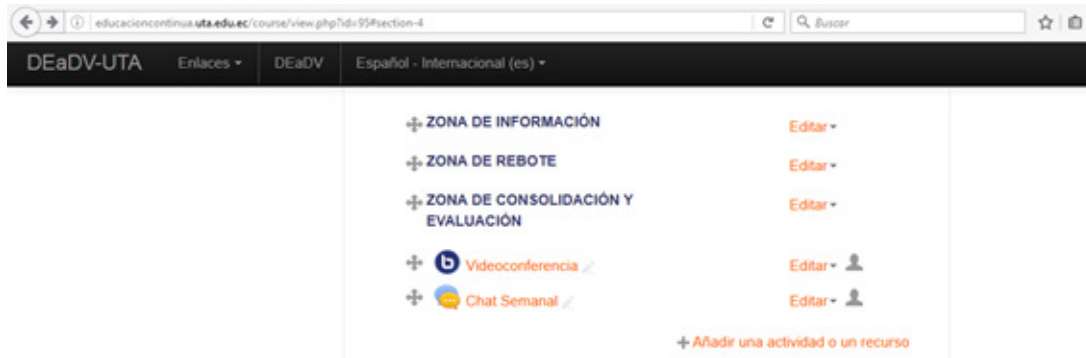 educacioncontinua.uta.edu.ec/course/view.php?id=95#section-4 Buscar
DEaDV-UTA Enlaces DEaDV Español - Internacional (es)
ZONA DE INFORMACIÓN Editar
ZONA DE REBOTE Editar
ZONA DE CONSOLIDACIÓN Y Editar
EVALUACIÓN
b Videoconferencia Editar
Chat Semanal Editar
Añadir una actividad o un recurso